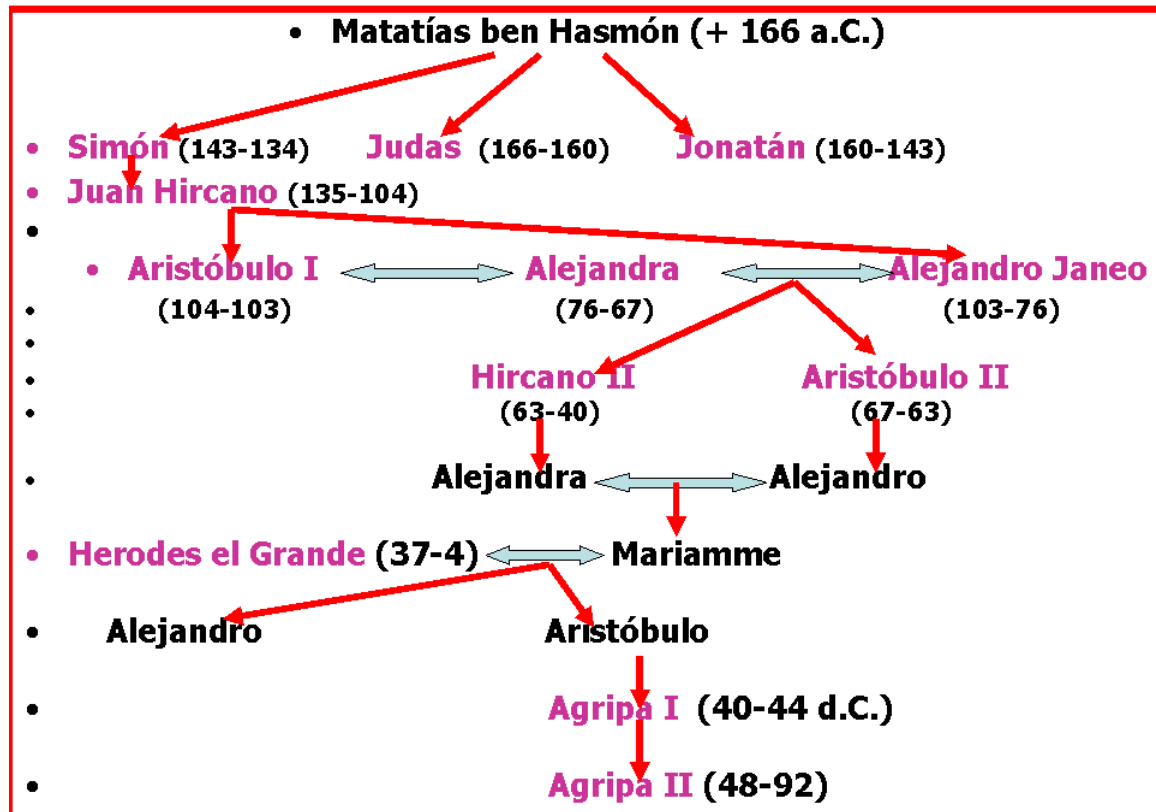 • Matatías ben Hasmón (+ 166 a.C.)
• Simón (143-134) Judas (166-160) Jonatán (160-143)
• Juan Hircano (135-104)
•
• Aristóbulo I Alejandra Alejandro Janeo
• (104-103) (76-67) (103-76)
•
• Hircano II Aristóbulo II
• (63-40) (67-63)
• Alejandra Alejandro
• Herodes el Grande (37-4) Mariamme
• Alejandro Aristóbulo
• Agripa I (40-44 d.C.)
• Agripa II (48-92)